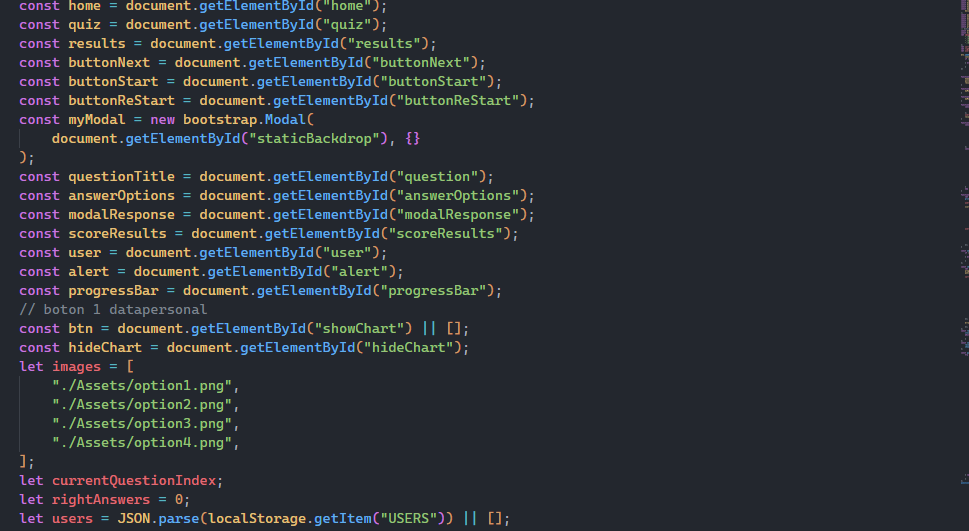 const home = document.getElementById("home");
const quiz = document.getElementById("quiz");
const results = document.getElementById("results");
const buttonNext = document.getElementById("buttonNext");
const buttonStart = document.getElementById("buttonStart");
const buttonReStart = document.getElementById("buttonReStart");
const myModal = new bootstrap.Modal(
    document.getElementById("staticBackdrop"), {}
);
const questionTitle = document.getElementById("question");
const answerOptions = document.getElementById("answerOptions");
const modalResponse = document.getElementById("modalResponse");
const scoreResults = document.getElementById("scoreResults");
const user = document.getElementById("user");
const alert = document.getElementById("alert");
const progressBar = document.getElementById("progressBar");
// boton 1 datapersonal
const btn = document.getElementById("showChart") || [];
const hideChart = document.getElementById("hideChart");
let images = [
    "./Assets/option1.png",
    "./Assets/option2.png",
    "./Assets/option3.png",
    "./Assets/option4.png",
];
let currentQuestionIndex;
let rightAnswers = 0;
let users = JSON.parse(localStorage.getItem("USERS")) || [];